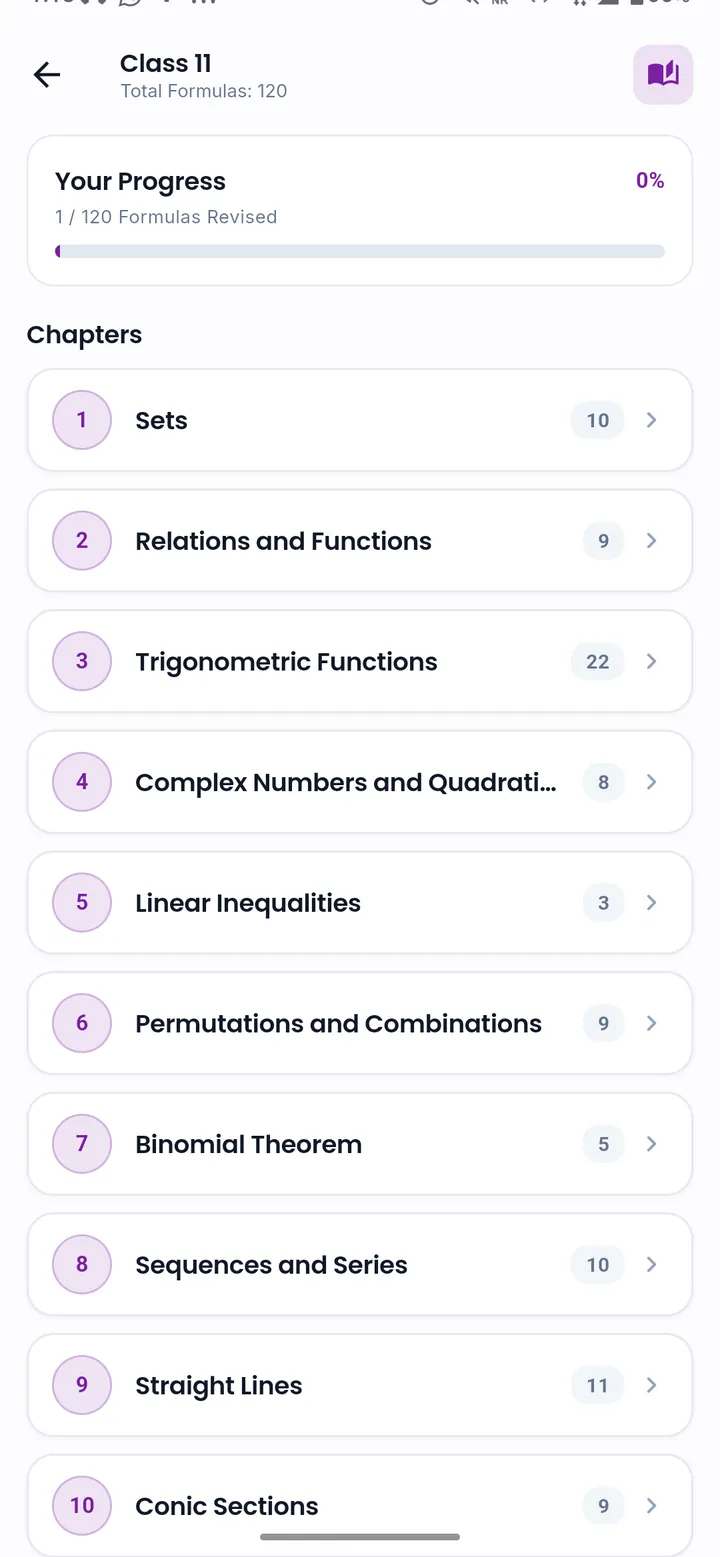 Class 11
Total Formulas: 120
Your Progress
0%
1 / 120 Formulas Revised
Chapters
1 Sets 10
2 Relations and Functions 9
3 Trigonometric Functions 22
4 Complex Numbers and Quadrati... 8
5 Linear Inequalities 3
6 Permutations and Combinations 9
7 Binomial Theorem 5
8 Sequences and Series 10
9 Straight Lines 11
10 Conic Sections 9